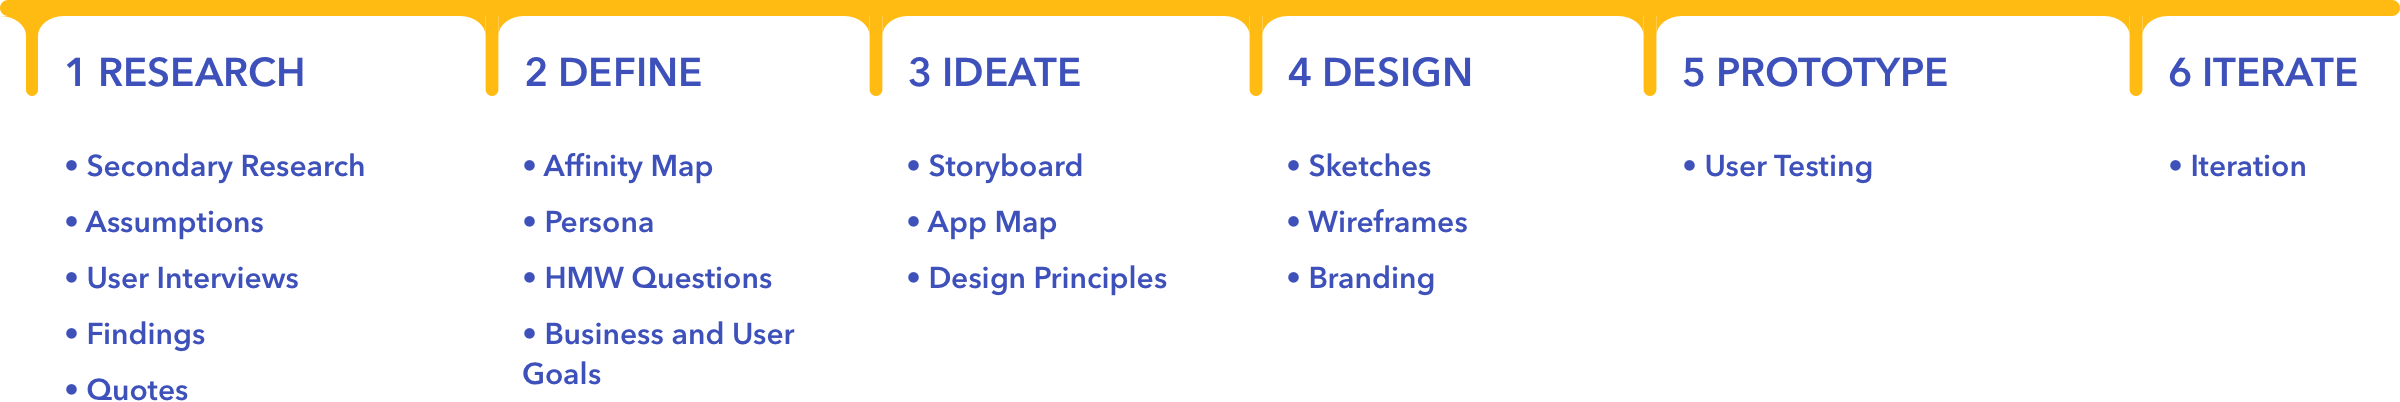 1 RESEARCH
• Secondary Research
• Assumptions
• User Interviews
• Findings
• Quotes
2 DEFINE
• Affinity Map
• Persona
• HMW Questions
• Business and User
Goals
3 IDEATE
• Storyboard
• App Map
• Design Principles
4 DESIGN
• Sketches
• Wireframes
• Branding
5 PROTOTYPE
• User Testing
6 ITERATE
• Iteration